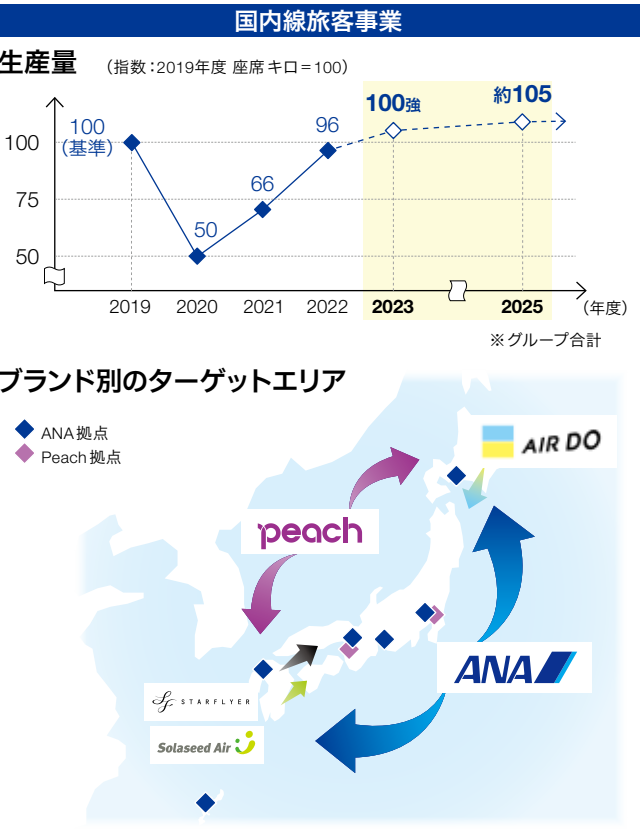 国内線旅客事業
生産量 （指数：2019年度 座席キロ＝100）
100
（基準）
50
66
96
100強
約105
100
75
50
2019 2020 2021 2022 2023 2025 （年度）
※グループ合計
ブランド別のターゲットエリア
ANA拠点
Peach拠点
AIR DO
peach
ANA
STARFLYER
Solaseed Air